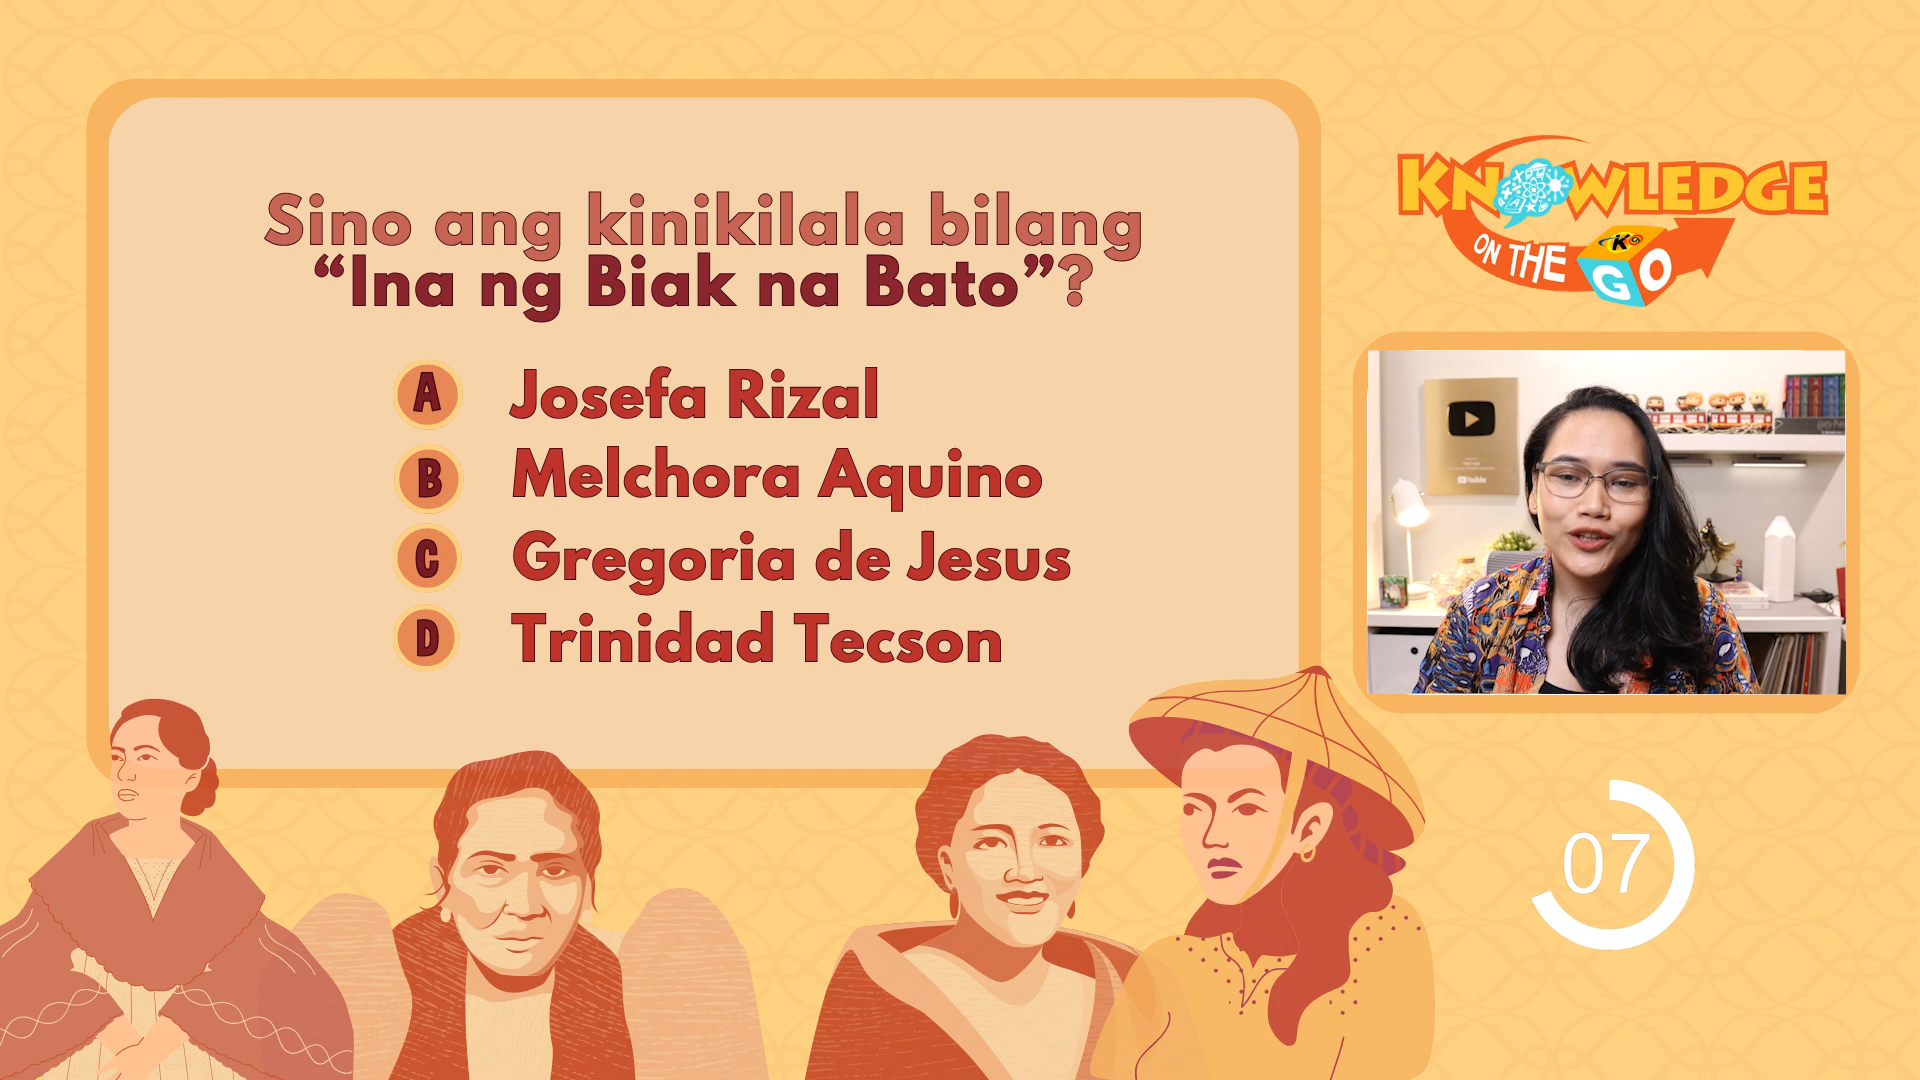 Sino ang kinikilala bilang
“Ina ng Biak na Bato”?
A Josefa Rizal
B Melchora Aquino
C Gregoria de Jesus
D Trinidad Tecson
KNOWLEDGE
ON THE GO
YouTube
07